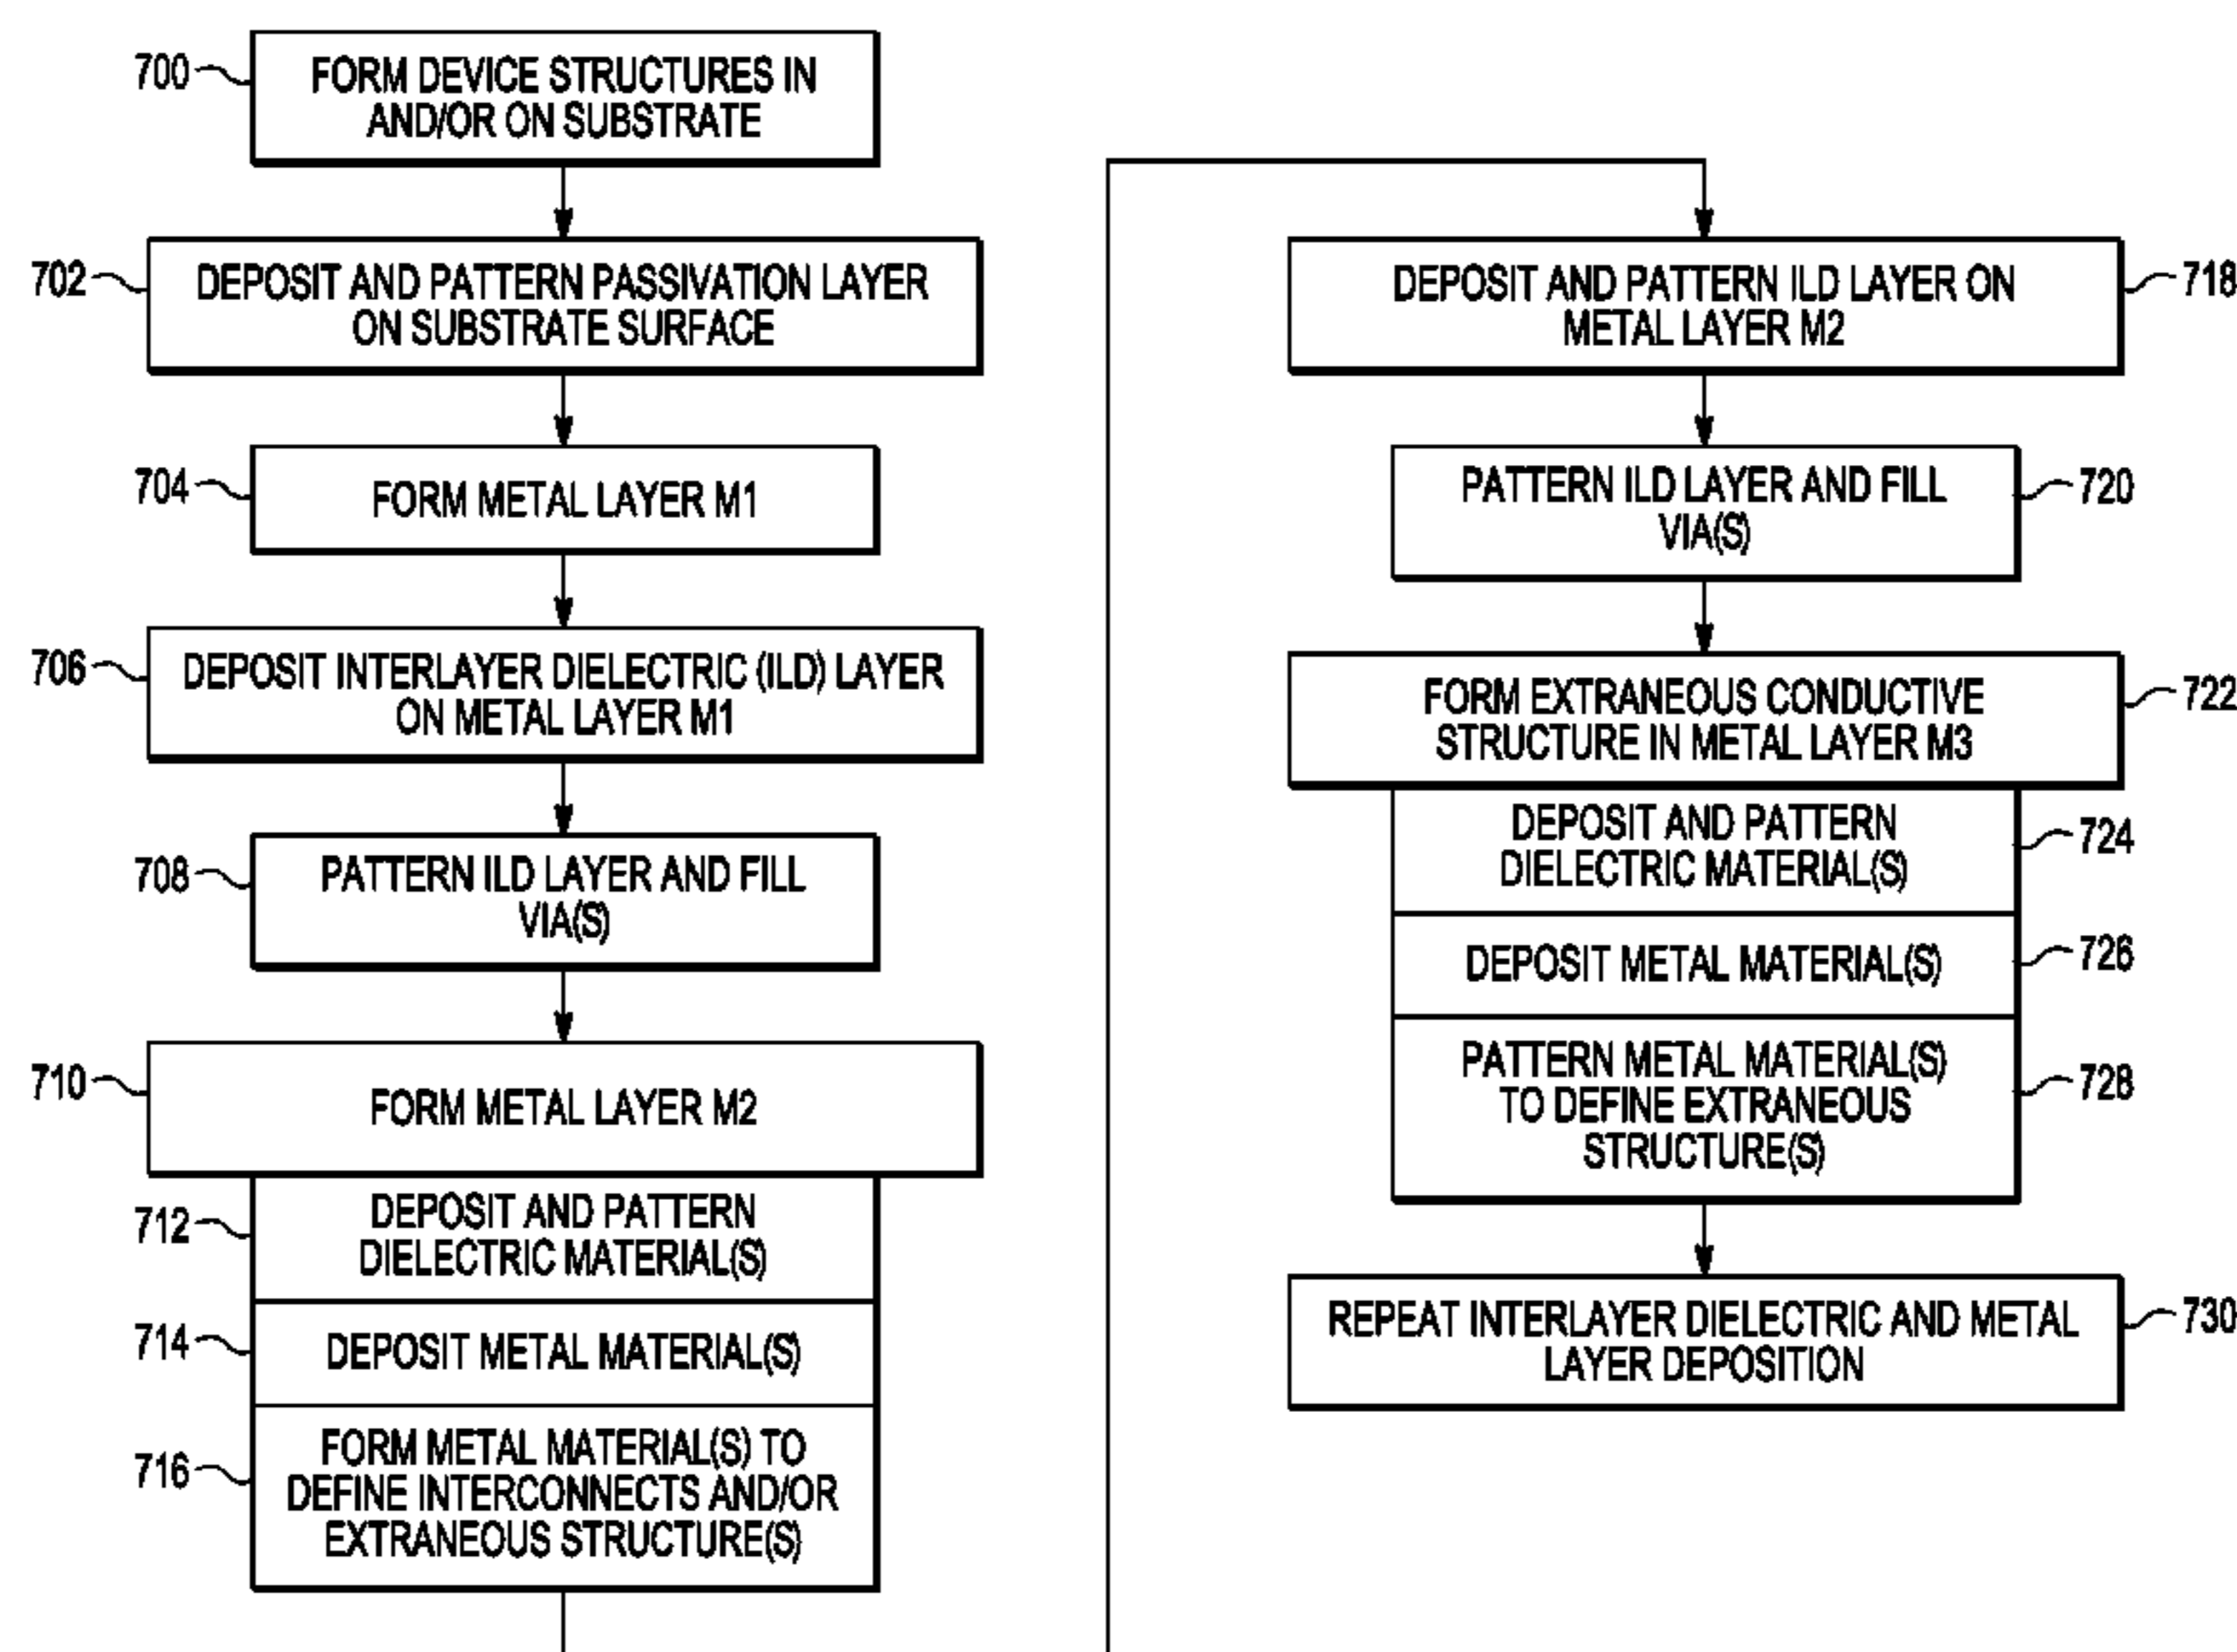 700
FORM DEVICE STRUCTURES IN
AND/OR ON SUBSTRATE
702
DEPOSIT AND PATTERN PASSIVATION LAYER
ON SUBSTRATE SURFACE
704
FORM METAL LAYER M1
706
DEPOSIT INTERLAYER DIELECTRIC (ILD) LAYER
ON METAL LAYER M1
708
PATTERN ILD LAYER AND FILL
VIA(S)
710
FORM METAL LAYER M2
712
DEPOSIT AND PATTERN
DIELECTRIC MATERIAL(S)
714
DEPOSIT METAL MATERIAL(S)
716
FORM METAL MATERIAL(S) TO
DEFINE INTERCONNECTS AND/OR
EXTRANEOUS STRUCTURE(S)
DEPOSIT AND PATTERN ILD LAYER ON
METAL LAYER M2
718
PATTERN ILD LAYER AND FILL
VIA(S)
720
FORM EXTRANEOUS CONDUCTIVE
STRUCTURE IN METAL LAYER M3
722
DEPOSIT AND PATTERN
DIELECTRIC MATERIAL(S)
724
DEPOSIT METAL MATERIAL(S)
726
PATTERN METAL MATERIAL(S)
TO DEFINE EXTRANEOUS
STRUCTURE(S)
728
REPEAT INTERLAYER DIELECTRIC AND METAL
LAYER DEPOSITION
730